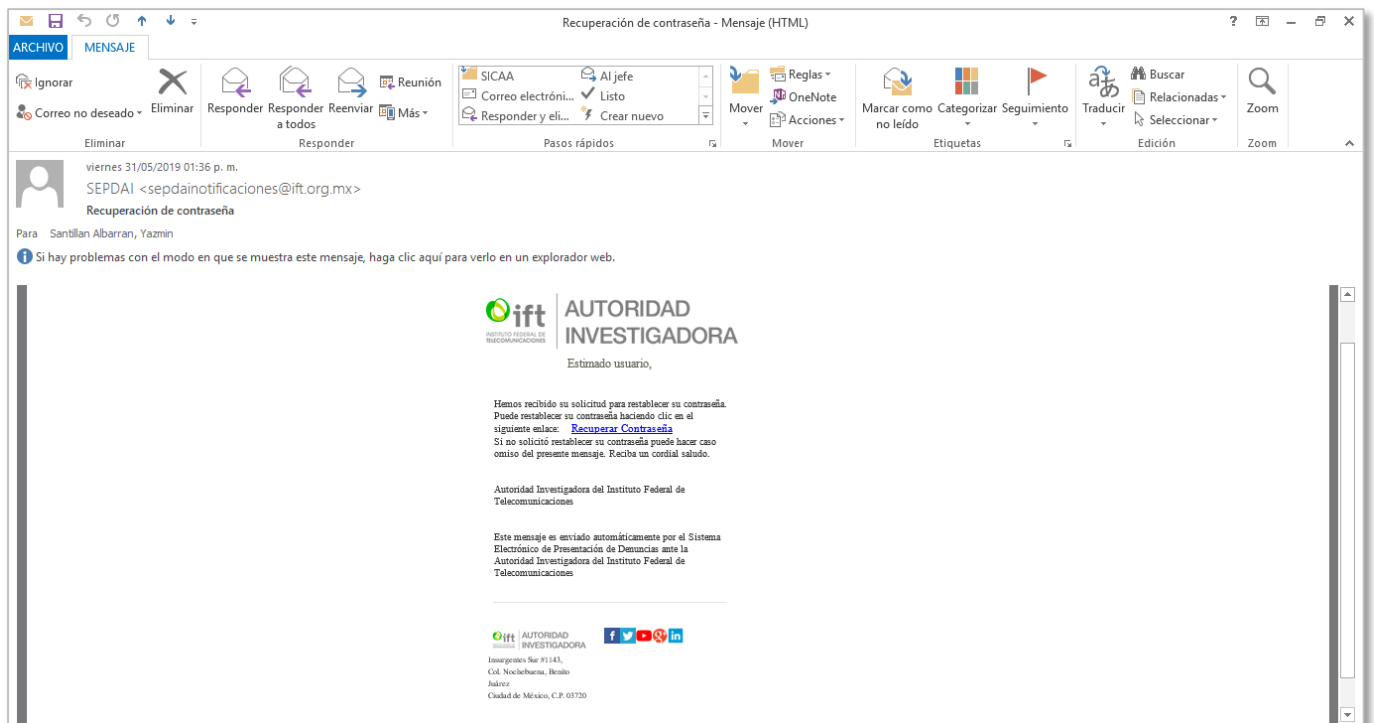 Recuperación de contraseña - Mensaje (HTML)
ARCHIVO MENSAJE
Ignorar
Correo no deseado
Eliminar
Eliminar
Responder
Responder a todos
Reenviar
Reunión
Más
Responder
SICAA
Correo electróni...
Responder y eli...
Al jefe
Listo
Crear nuevo
Pasos rápidos
Mover
Reglas
OneNote
Acciones
Mover
Marcar como no leído
Categorizar
Seguimiento
Etiquetas
Traducir
Buscar
Relacionadas
Seleccionar
Edición
Zoom
Zoom
viernes 31/05/2019 01:36 p. m.
SEPDAI <sepdainotificaciones@ift.org.mx>
Recuperación de contraseña
Para Santillan Albarran, Yazmin
Si hay problemas con el modo en que se muestra este mensaje, haga clic aquí para verlo en un explorador web.
ift
INSTITUTO FEDERAL DE
TELECOMUNICACIONES
AUTORIDAD
INVESTIGADORA
Estimado usuario,
Hemos recibido su solicitud para restablecer su contraseña.
Puede restablecer su contraseña haciendo clic en el
siguiente enlace: Recuperar Contraseña
Si no solicitó restablecer su contraseña puede hacer caso
omiso del presente mensaje. Reciba un cordial saludo.
Autoridad Investigadora del Instituto Federal de
Telecomunicaciones
Este mensaje es enviado automáticamente por el Sistema
Electrónico de Presentación de Denuncias ante la
Autoridad Investigadora del Instituto Federal de
Telecomunicaciones
ift
AUTORIDAD
INVESTIGADORA
Insurgentes Sur #1143,
Col. Nochebuena, Benito
Juárez
Ciudad de México, C.P. 03720